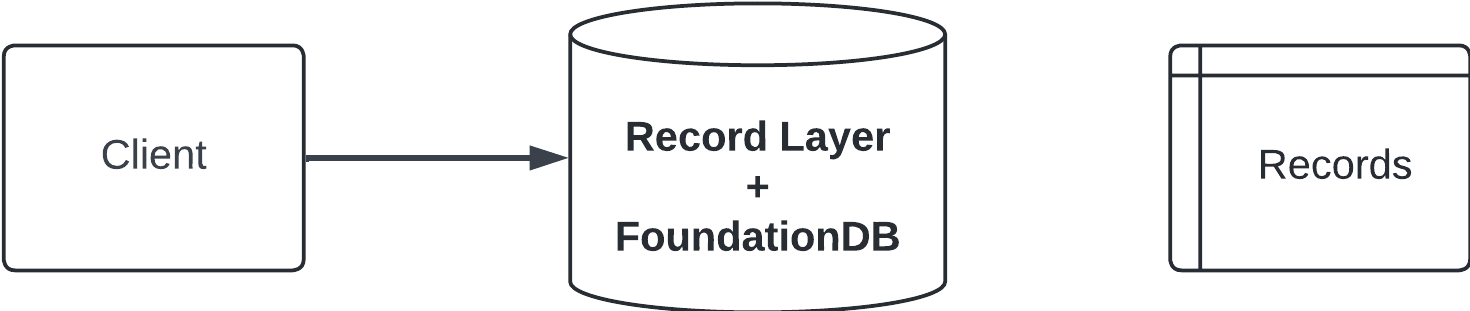 Client
Record Layer
+
FoundationDB
Records